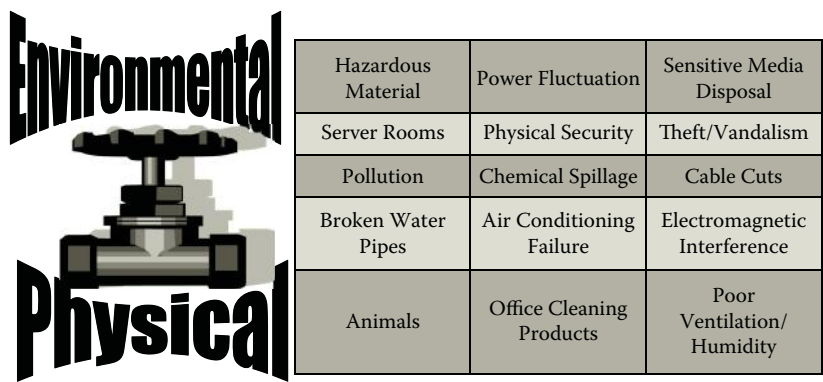 Environmental
Physical
Hazardous
Material
Power Fluctuation
Sensitive Media
Disposal
Server Rooms
Physical Security
Theft/Vandalism
Pollution
Chemical Spillage
Cable Cuts
Broken Water
Pipes
Air Conditioning
Failure
Electromagnetic
Interference
Animals
Office Cleaning
Products
Poor
Ventilation/
Humidity